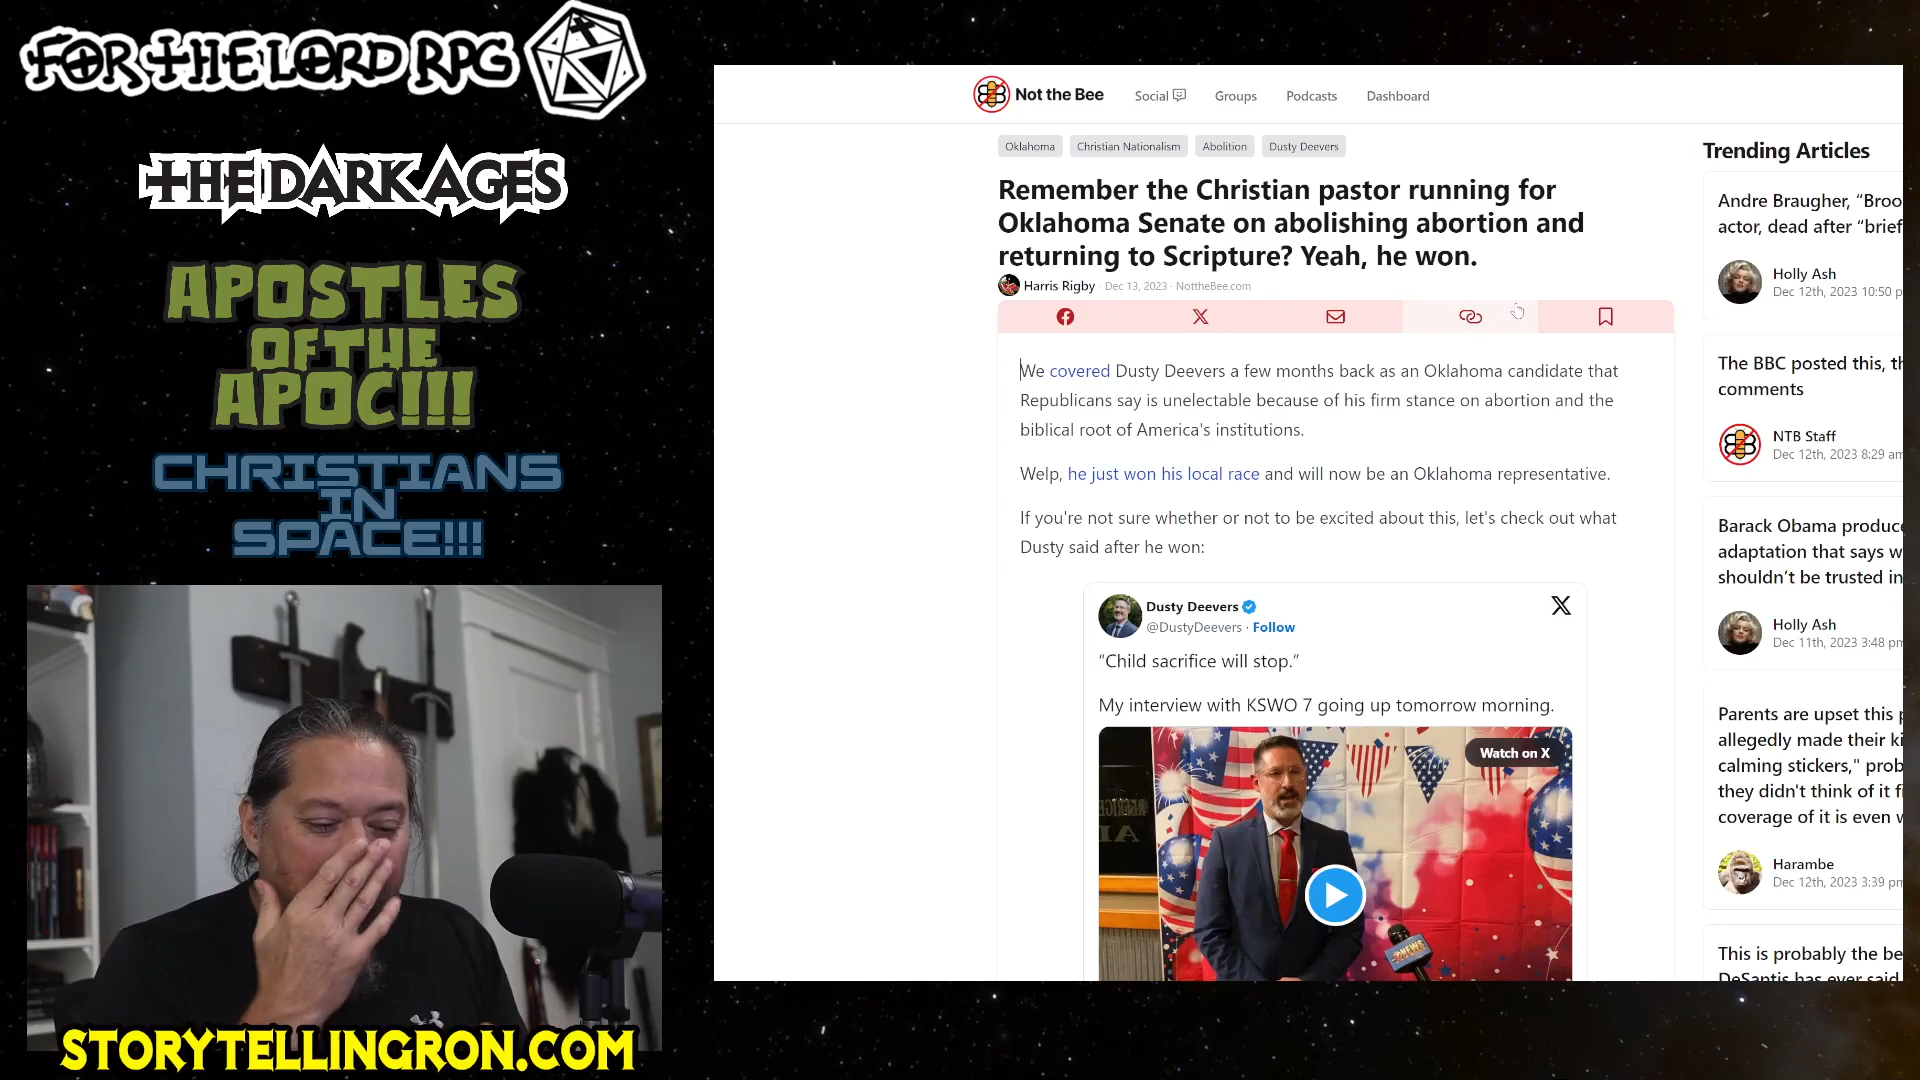 FOR THE LORD RPG
THE DARK AGES
APOSTLES
OF THE
APOC!!!
CHRISTIANS
IN
SPACE!!!
STORYTELLINGRON.COM
Not the Bee
Social
Groups
Podcasts
Dashboard
Oklahoma
Christian Nationalism
Abolition
Dusty Deevers
Remember the Christian pastor running for
Oklahoma Senate on abolishing abortion and
returning to Scripture? Yeah, he won.
Harris Rigby · Dec 13, 2023 · NottheBee.com
We covered Dusty Deevers a few months back as an Oklahoma candidate that
Republicans say is unelectable because of his firm stance on abortion and the
biblical root of America's institutions.
Welp, he just won his local race and will now be an Oklahoma representative.
If you're not sure whether or not to be excited about this, let's check out what
Dusty said after he won:
Dusty Deevers
@DustyDeevers · Follow
“Child sacrifice will stop.”
My interview with KSWO 7 going up tomorrow morning.
Watch on X
NEWS
Trending Articles
Andre Braugher, “Broo
actor, dead after “brief
Holly Ash
Dec 12th, 2023 10:50 p
The BBC posted this, th
comments
NTB Staff
Dec 12th, 2023 8:29 am
Barack Obama produce
adaptation that says w
shouldn’t be trusted in
Holly Ash
Dec 11th, 2023 3:48 pm
Parents are upset this
allegedly made their ki
calming stickers," prob
they didn't think of it fi
coverage of it is even
Harambe
Dec 12th, 2023 3:39 pm
This is probably the be
DeSantis has ever said